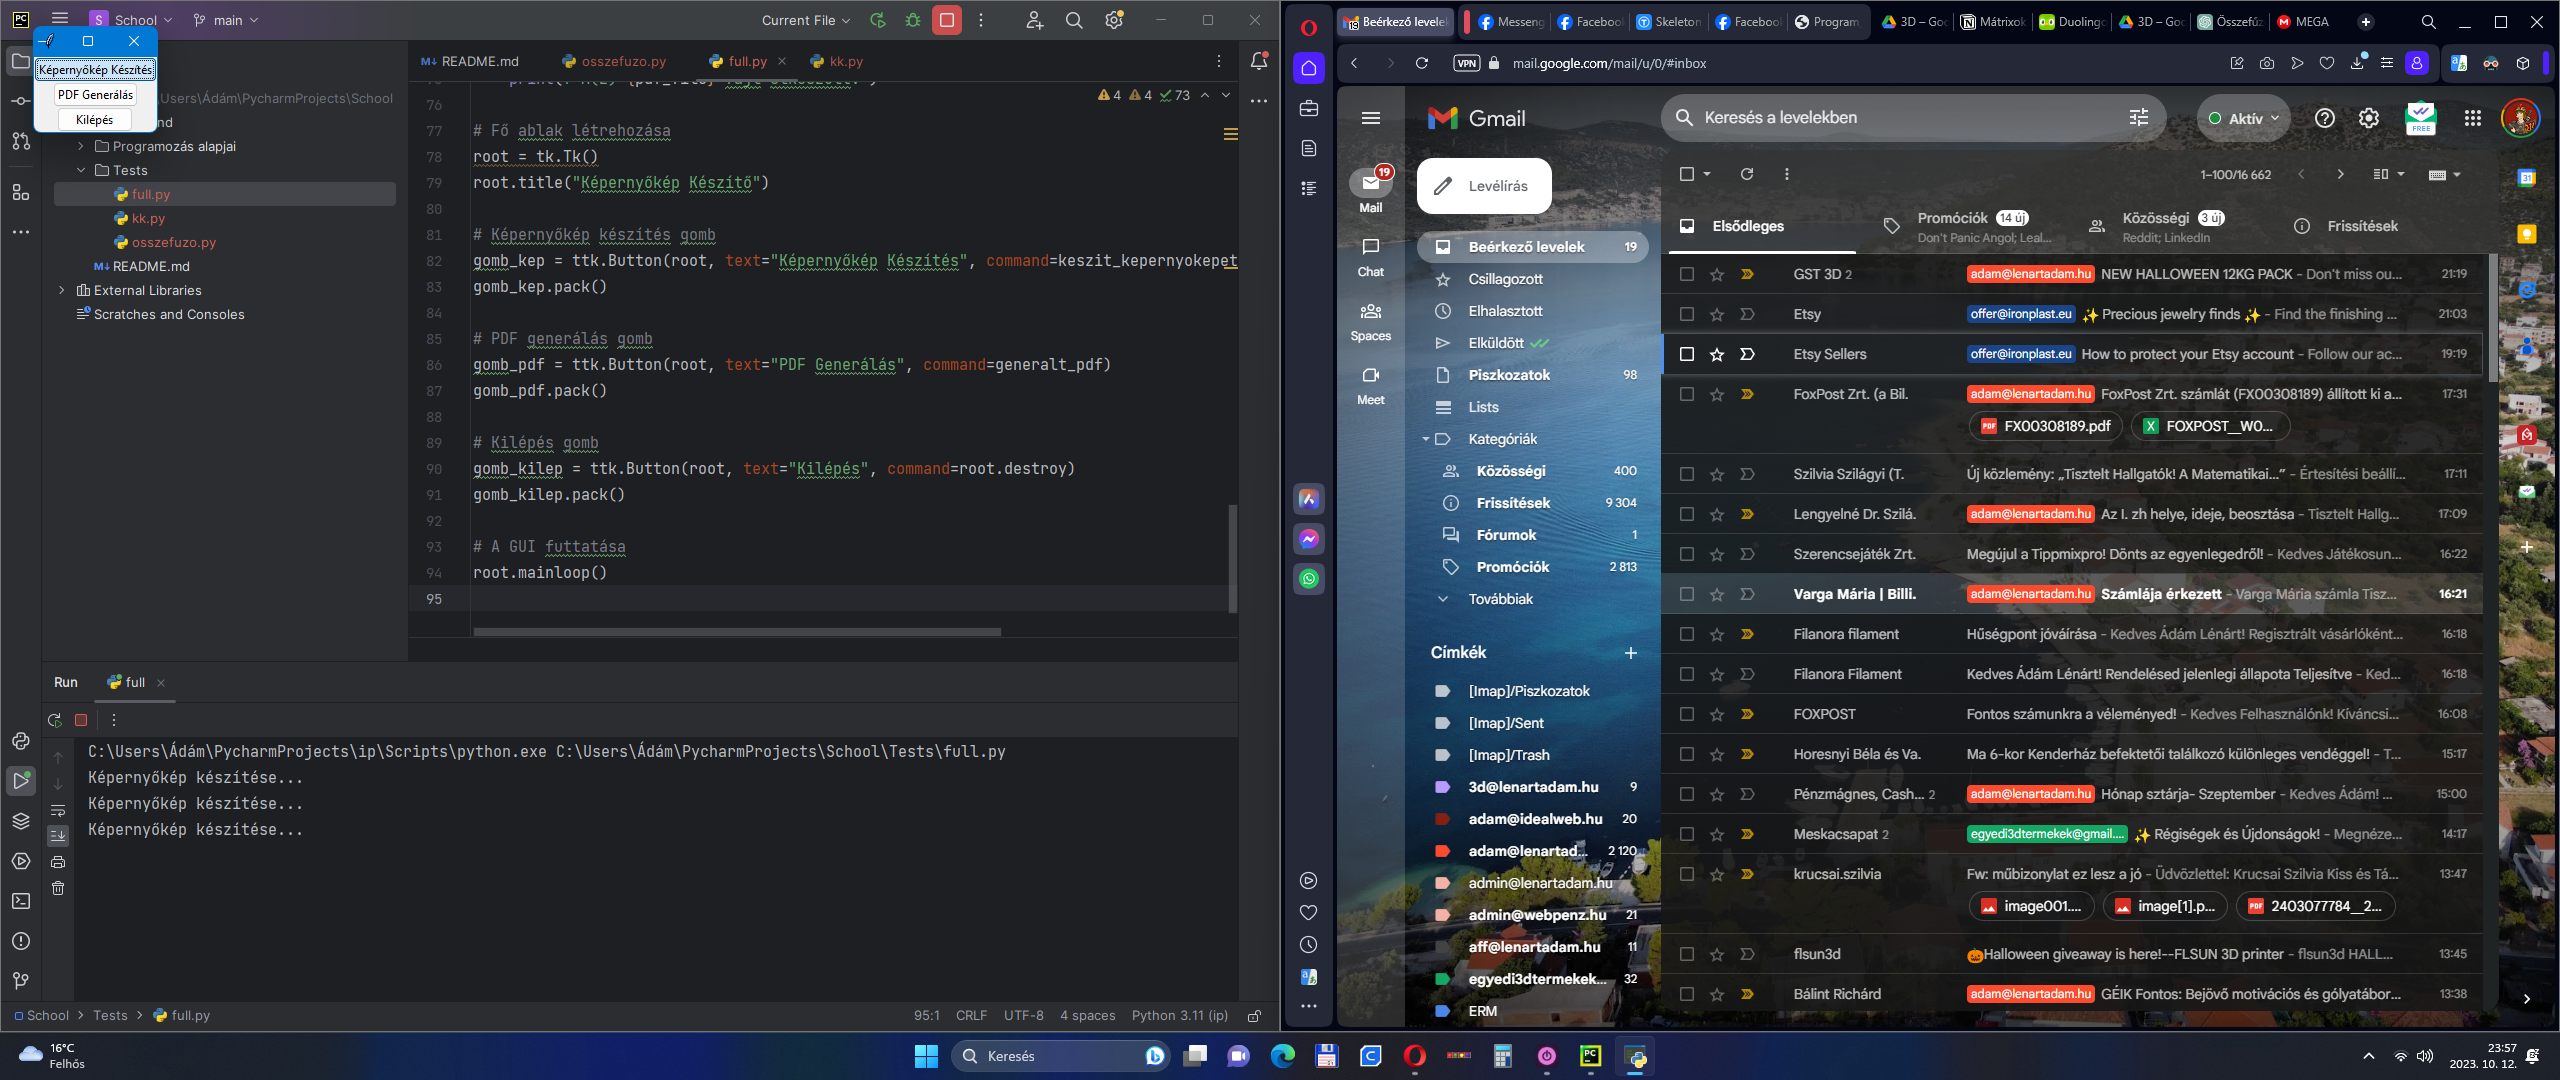 School
main
Current File
Képernyőkép Készítés
PDF Generálás
Kilépés
Users\Ádám\PycharmProjects\School
nd
Programozás alapjai
Tests
full.py
kk.py
osszefuzo.py
README.md
External Libraries
Scratches and Consoles
README.md
osszefuzo.py
full.py
kk.py
4 4 73
76
77 # Fő ablak létrehozása
78 root = tk.Tk()
79 root.title("Képernyőkép Készítő")
80
81 # Képernyőkép készítés gomb
82 gomb_kep = ttk.Button(root, text="Képernyőkép Készítés", command=keszit_kepernyokepet
83 gomb_kep.pack()
84
85 # PDF generálás gomb
86 gomb_pdf = ttk.Button(root, text="PDF Generálás", command=generalt_pdf)
87 gomb_pdf.pack()
88
89 # Kilépés gomb
90 gomb_kilep = ttk.Button(root, text="Kilépés", command=root.destroy)
91 gomb_kilep.pack()
92
93 # A GUI futtatása
94 root.mainloop()
95
Run full
C:\Users\Ádám\PycharmProjects\ip\Scripts\python.exe C:\Users\Ádám\PycharmProjects\School\Tests\full.py
Képernyőkép készítése...
Képernyőkép készítése...
Képernyőkép készítése...
School > Tests > full.py
95:1 CRLF UTF-8 4 spaces Python 3.11 (ip)
Beérkező levelek
Messeng
Facebook
Skeleton
Facebook
Program
3D – Goo
Mátrixok
Duolingo
3D – Goo
Összefűz
MEGA
VPN mail.google.com/mail/u/0/#inbox
Gmail
Keresés a levelekben
Aktív
FREE
19
Mail
Chat
Spaces
Meet
Levélírás
Beérkező levelek 19
Csillagozott
Elhalasztott
Elküldött
Piszkozatok 98
Lists
Kategóriák
Közösségi 400
Frissítések 9 304
Fórumok 1
Promóciók 2 813
Továbbiak
Címkék
[Imap]/Piszkozatok
[Imap]/Sent
[Imap]/Trash
3d@lenartadam.hu 9
adam@idealweb.hu 20
adam@lenartad... 2 120
admin@lenartadam.hu
admin@webpenz.hu 21
aff@lenartadam.hu 11
egyedi3dtermekek... 32
ERM
1–100/16 662
Elsődleges
Promóciók 14 új
Don't Panic Angol; Leal...
Közösségi 3 új
Reddit; LinkedIn
Frissítések
GST 3D 2 adam@lenartadam.hu NEW HALLOWEEN 12KG PACK - Don't miss ou... 21:19
Etsy offer@ironplast.eu ✨ Precious jewelry finds ✨ - Find the finishing ... 21:03
Etsy Sellers offer@ironplast.eu How to protect your Etsy account - Follow our ac... 19:19
FoxPost Zrt. (a Bil. adam@lenartadam.hu FoxPost Zrt. számlát (FX00308189) állított ki a... 17:31
FX00308189.pdf FOXPOST__W0...
Szilvia Szilágyi (T. Új közlemény: „Tisztelt Hallgatók! A Matematikai...” - Értesítési beállí... 17:11
Lengyelné Dr. Szilá. adam@lenartadam.hu Az I. zh helye, ideje, beosztása - Tisztelt Hallg... 17:09
Szerencsejáték Zrt. Megújul a Tippmixpro! Dönts az egyenlegedről! - Kedves Játékosun... 16:22
Varga Mária | Billi. adam@lenartadam.hu Számlája érkezett - Varga Mária számla Tisz... 16:21
Filanora filament Hűségpont jóváírása - Kedves Ádám Lénárt! Regisztrált vásárlóként... 16:18
Filanora Filament Kedves Ádám Lénárt! Rendelésed jelenlegi állapota Teljesítve - Ked... 16:18
FOXPOST Fontos számunkra a véleményed! - Kedves Felhasználónk! Kíváncsi... 16:08
Horesnyi Béla és Va. Ma 6-kor Kenderház befektetői találkozó különleges vendéggel! - T... 15:17
Pénzmágnes, Cash... 2 adam@lenartadam.hu Hónap sztárja- Szeptember - Kedves Ádám! ... 15:00
Meskacsapat 2 egyedi3dtermekek@gmail.... ✨ Régiségek és Újdonságok! - Megnéze... 14:17
krucsai.szilvia Fw: műbizonylat ez lesz a jó - Üdvözlettel: Krucsai Szilvia Kiss és Tá... 13:47
image001.... image[1].p... 2403077784__2...
flsun3d 🎃Halloween giveaway is here!--FLSUN 3D printer - flsun3d HALL... 13:45
Bálint Richárd adam@lenartadam.hu GÉIK Fontos: Bejövő motivációs és gólyatábor... 13:38
16°C
Felhős
Keresés
23:57
2023. 10. 12.